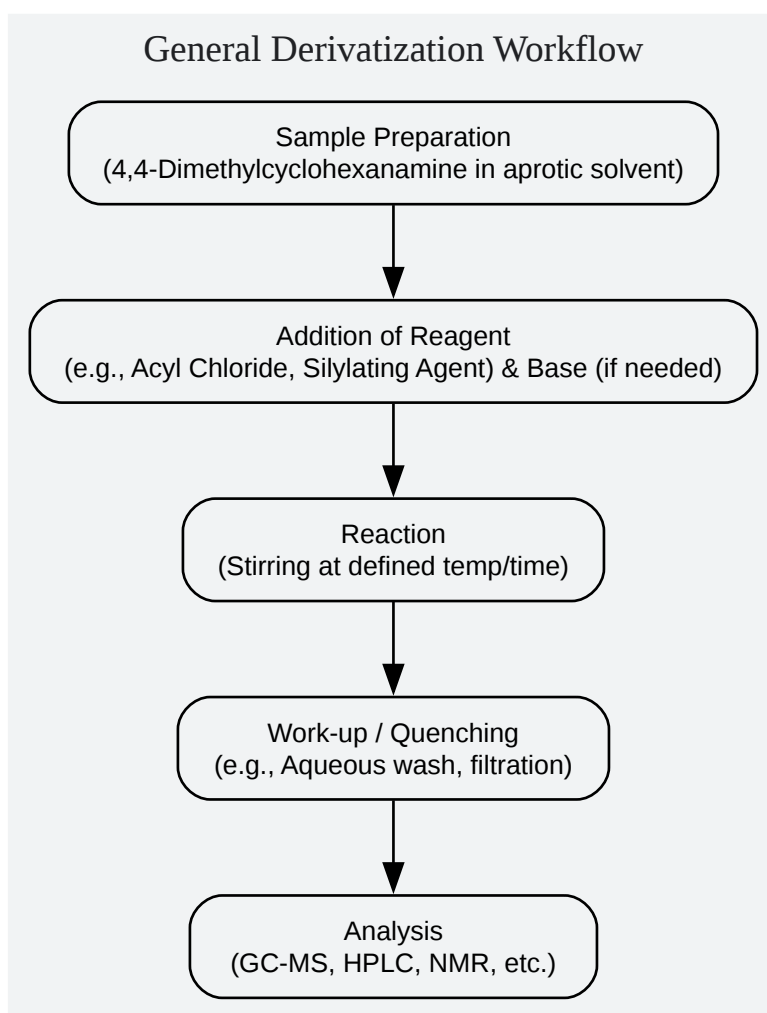 General Derivatization Workflow
Sample Preparation
(4,4-Dimethylcyclohexanamine in aprotic solvent)
Addition of Reagent
(e.g., Acyl Chloride, Silylating Agent) & Base (if needed)
Reaction
(Stirring at defined temp/time)
Work-up / Quenching
(e.g., Aqueous wash, filtration)
Analysis
(GC-MS, HPLC, NMR, etc.)